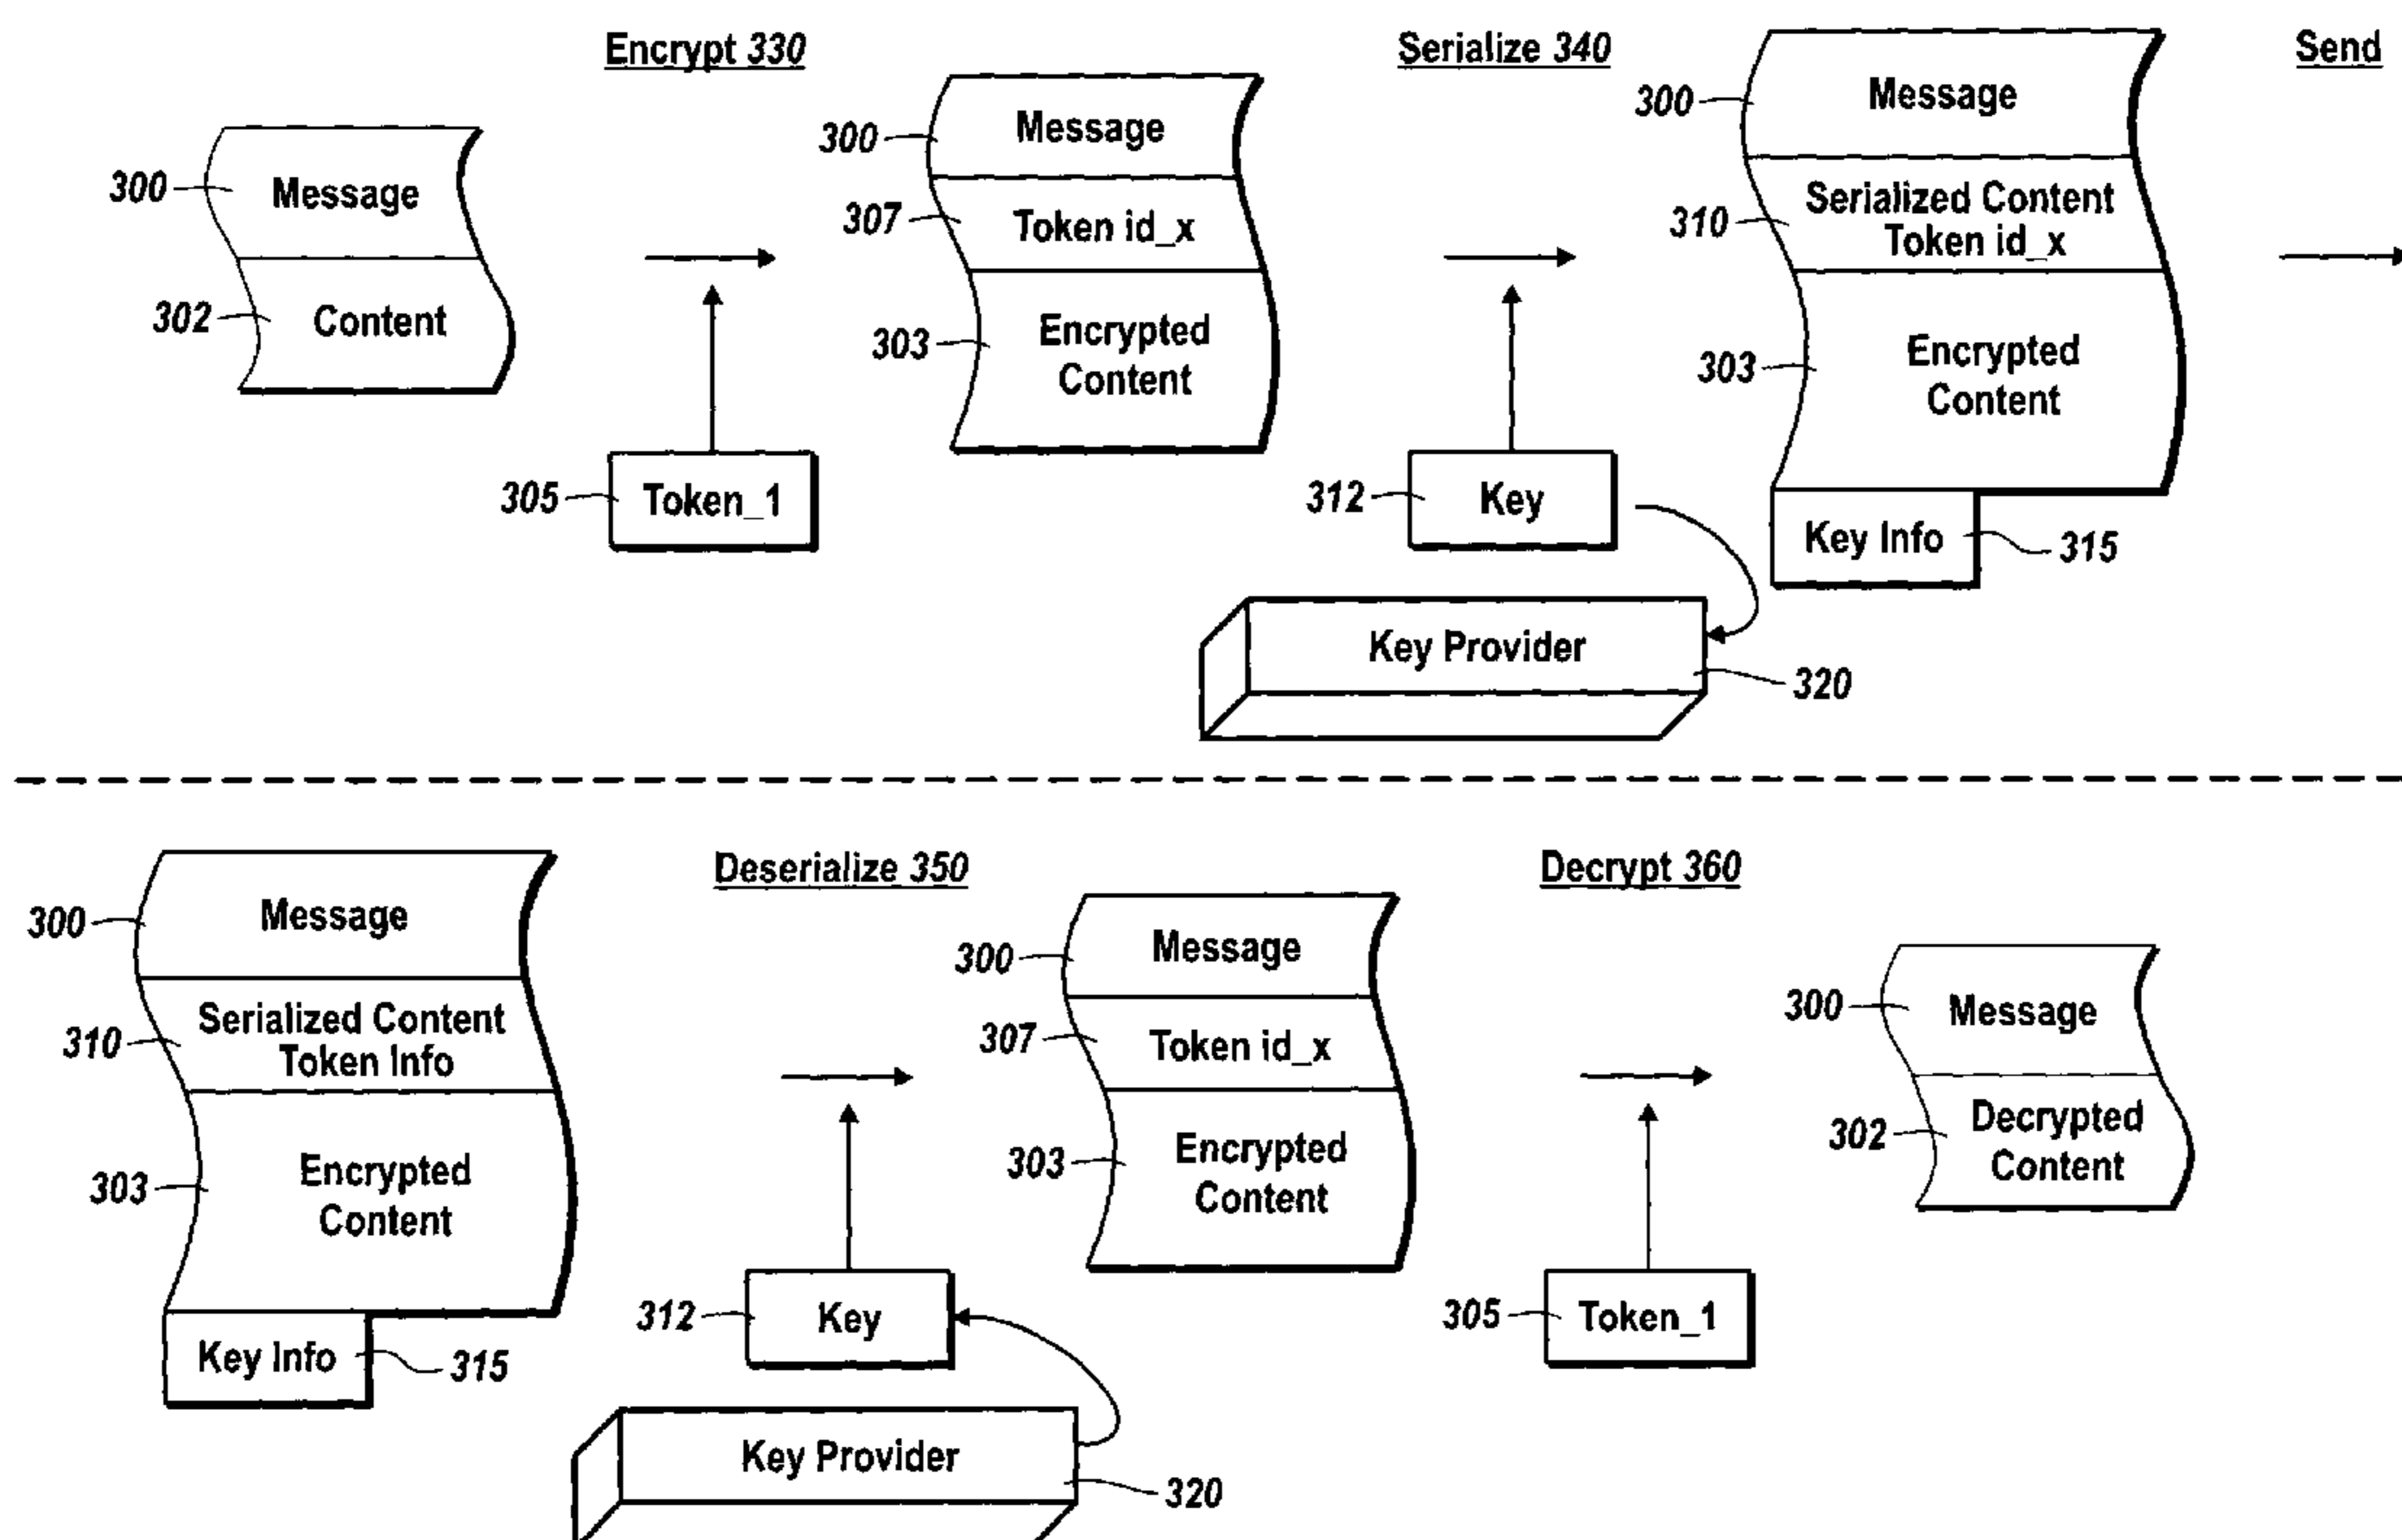 Encrypt 330
Serialize 340
Send
300
Message
302
Content
305
Token_1
300
Message
307
Token id_x
303
Encrypted
Content
312
Key
Key Provider
320
300
Message
310
Serialized Content
Token id_x
303
Encrypted
Content
Key Info
315
Deserialize 350
Decrypt 360
300
Message
310
Serialized Content
Token Info
303
Encrypted
Content
Key Info
315
312
Key
Key Provider
320
300
Message
307
Token id_x
303
Encrypted
Content
305
Token_1
300
Message
302
Decrypted
Content